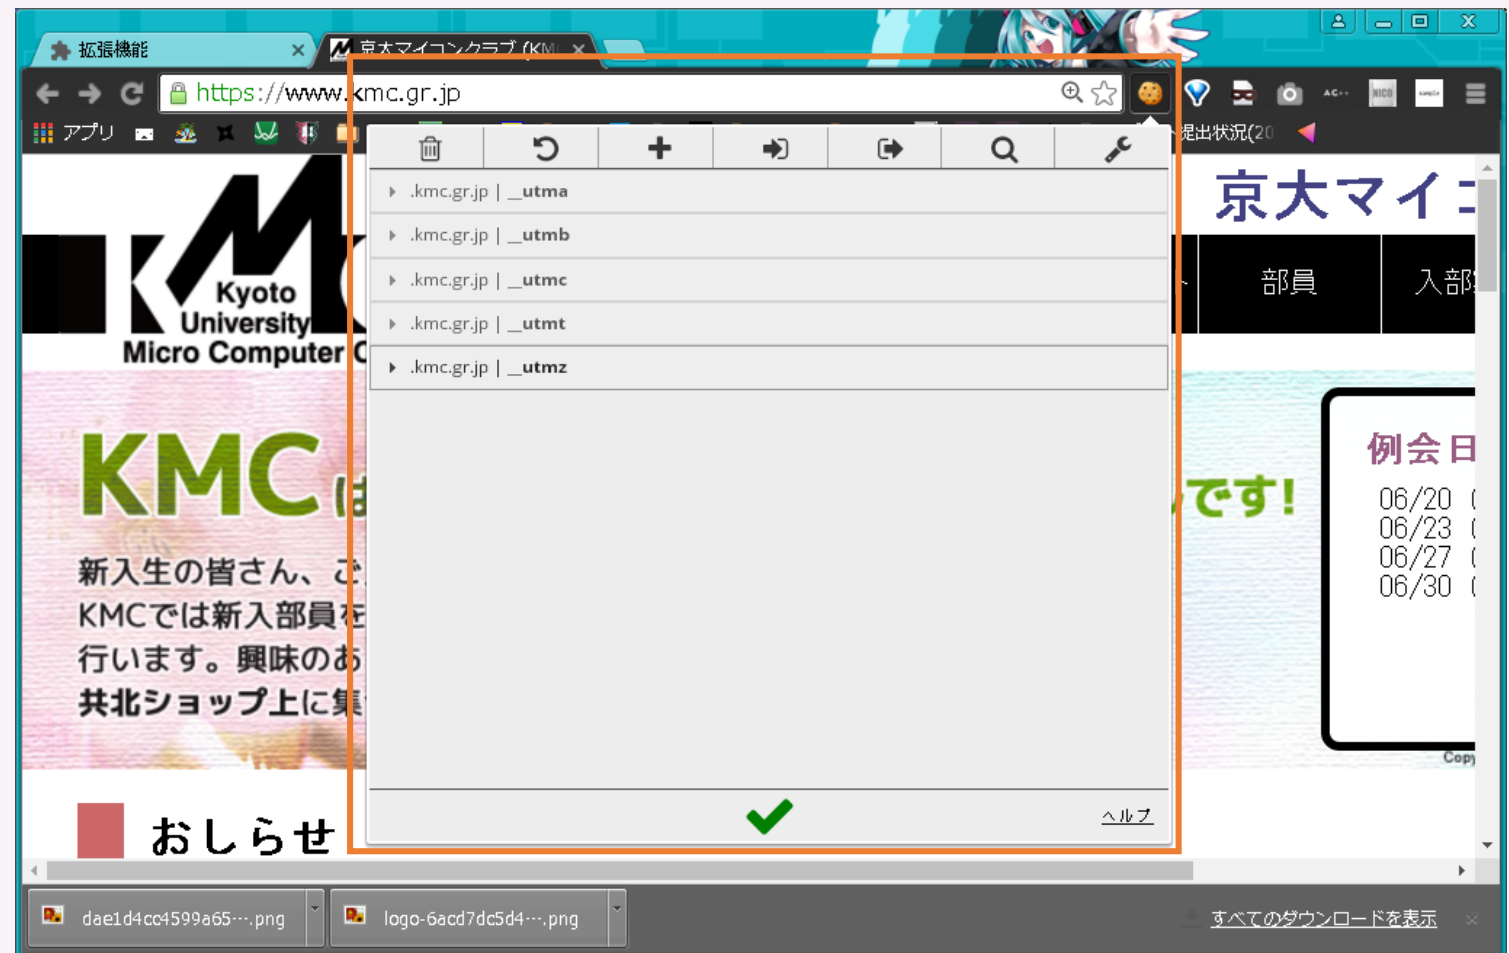 拡張機能
京大マイコンクラブ (KM
https://www.kmc.gr.jp
AC++
NICO
sample
アプリ
提出状況(20
.kmc.gr.jp | __utma
.kmc.gr.jp | __utmb
.kmc.gr.jp | __utmc
.kmc.gr.jp | __utmt
.kmc.gr.jp | __utmz
ヘルプ
京大マイコ
部員
入部
Kyoto
University
Micro Computer C
KMCは
です!
新入生の皆さん、ご
KMCでは新入部員を
行います。興味のあ
共北ショップ上に集
例会日
06/20 (
06/23 (
06/27 (
06/30 (
Copy
おしらせ
dae1d4cc4599a65….png
logo-6acd7dc5d4….png
すべてのダウンロードを表示